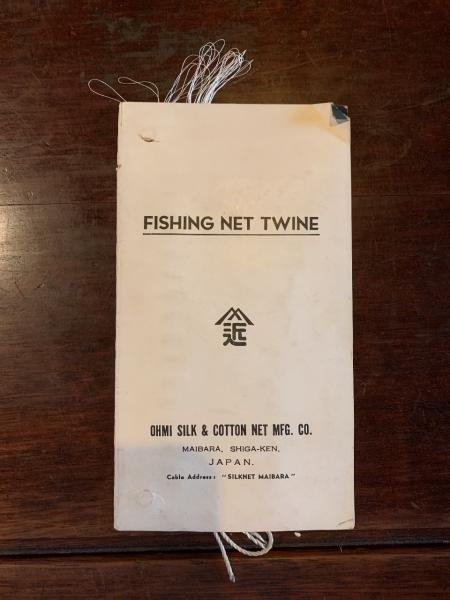 FISHING NET TWINE
近
OHMI SILK & COTTON NET MFG. CO.
MAIBARA, SHIGA-KEN,
JAPAN.
Cable Address: "SILKNET MAIBARA"